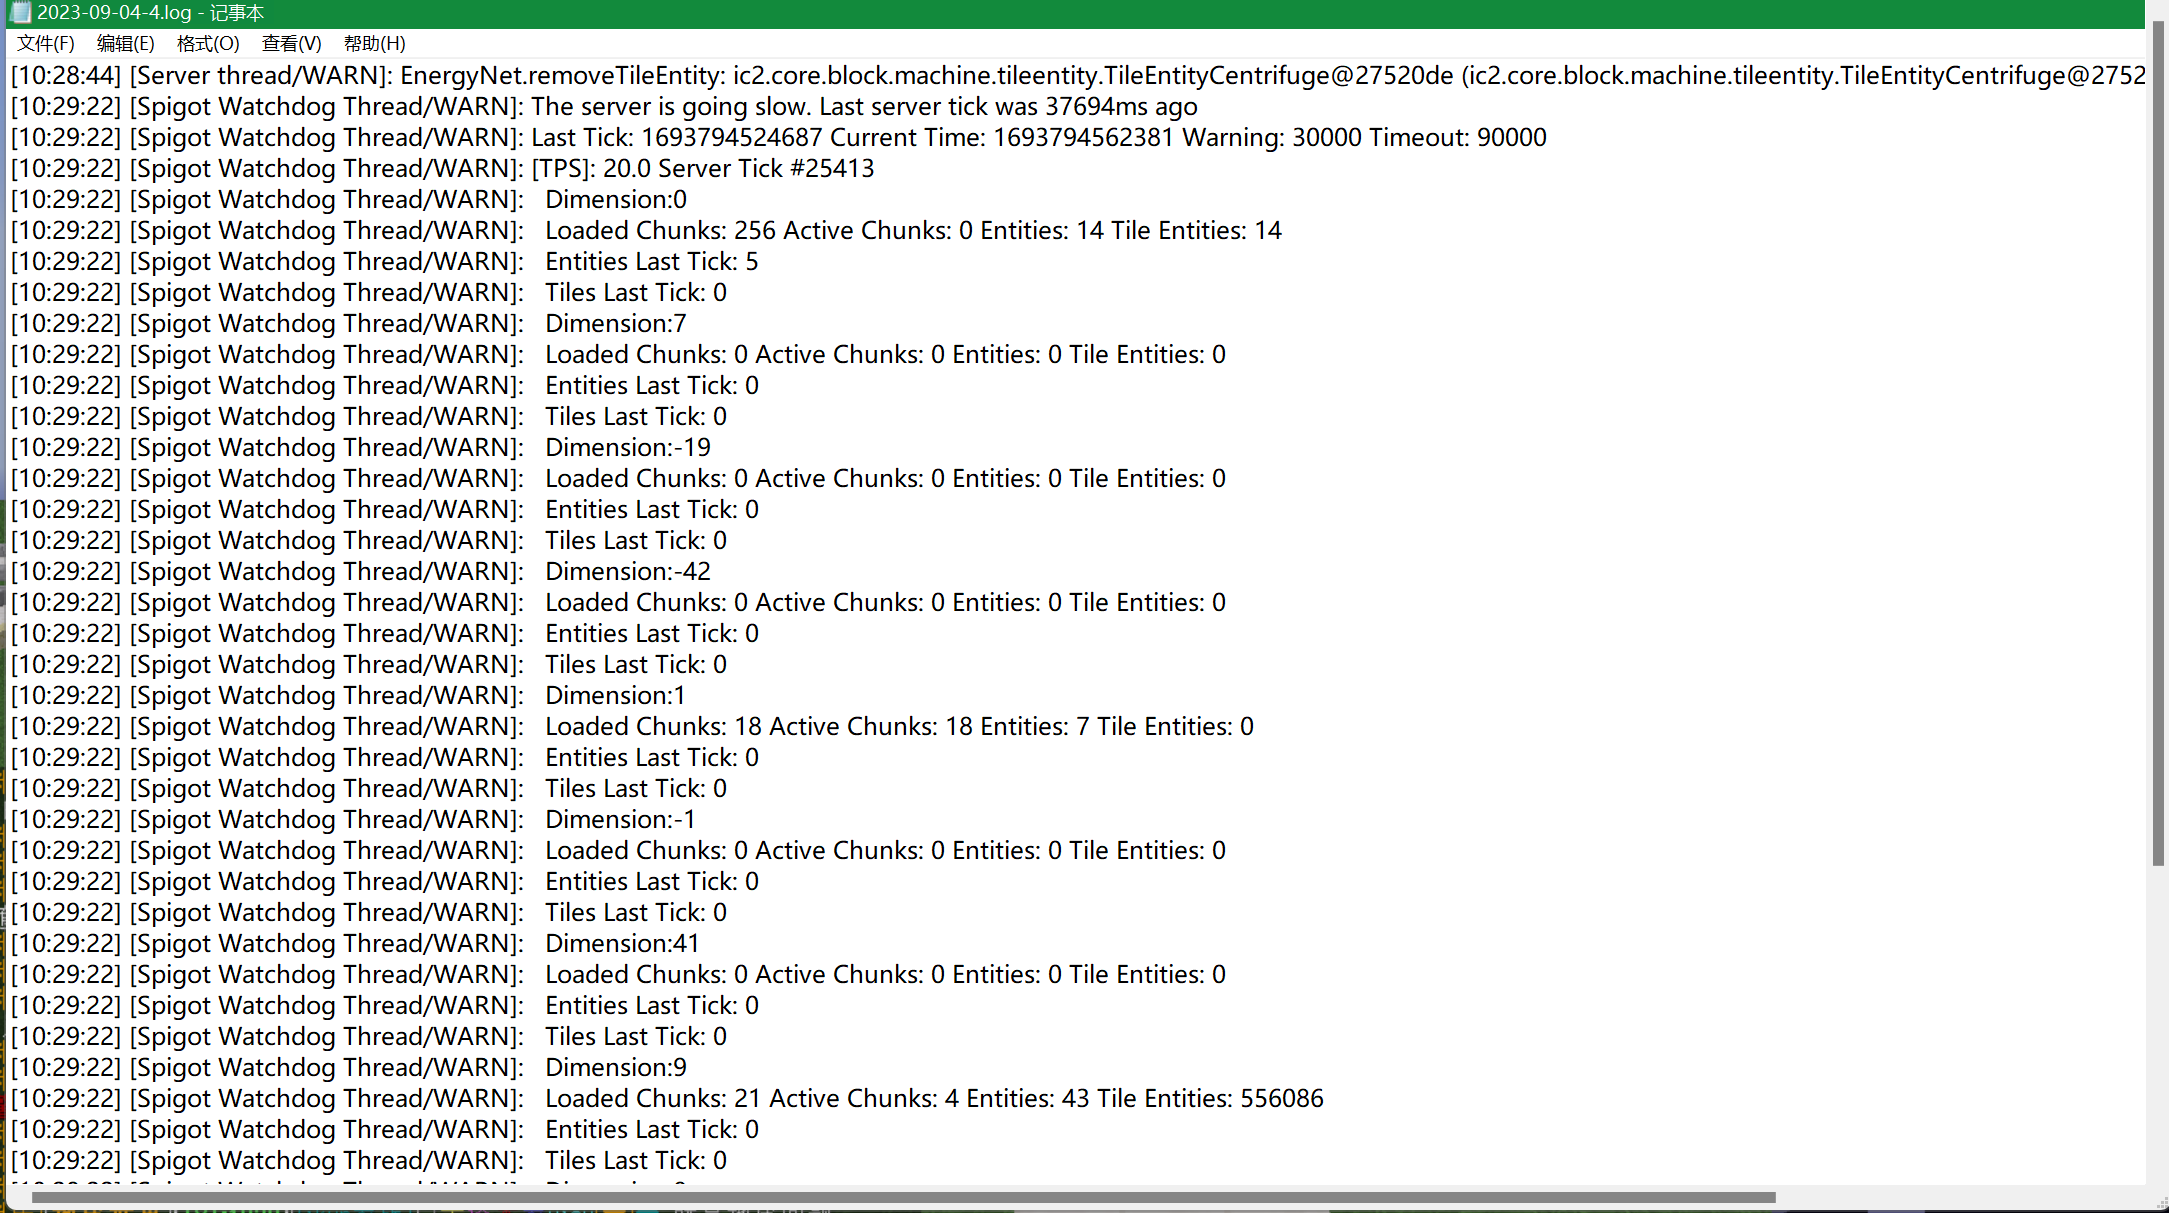 2023-09-04-4.log - 记事本
文件(F) 编辑(E) 格式(O) 查看(V) 帮助(H)
[10:28:44] [Server thread/WARN]: EnergyNet.removeTileEntity: ic2.core.block.machine.tileentity.TileEntityCentrifuge@27520de (ic2.core.block.machine.tileentity.TileEntityCentrifuge@2752
[10:29:22] [Spigot Watchdog Thread/WARN]: The server is going slow. Last server tick was 37694ms ago
[10:29:22] [Spigot Watchdog Thread/WARN]: Last Tick: 1693794524687 Current Time: 1693794562381 Warning: 30000 Timeout: 90000
[10:29:22] [Spigot Watchdog Thread/WARN]: [TPS]: 20.0 Server Tick #25413
[10:29:22] [Spigot Watchdog Thread/WARN]:   Dimension:0
[10:29:22] [Spigot Watchdog Thread/WARN]:   Loaded Chunks: 256 Active Chunks: 0 Entities: 14 Tile Entities: 14
[10:29:22] [Spigot Watchdog Thread/WARN]:   Entities Last Tick: 5
[10:29:22] [Spigot Watchdog Thread/WARN]:   Tiles Last Tick: 0
[10:29:22] [Spigot Watchdog Thread/WARN]:   Dimension:7
[10:29:22] [Spigot Watchdog Thread/WARN]:   Loaded Chunks: 0 Active Chunks: 0 Entities: 0 Tile Entities: 0
[10:29:22] [Spigot Watchdog Thread/WARN]:   Entities Last Tick: 0
[10:29:22] [Spigot Watchdog Thread/WARN]:   Tiles Last Tick: 0
[10:29:22] [Spigot Watchdog Thread/WARN]:   Dimension:-19
[10:29:22] [Spigot Watchdog Thread/WARN]:   Loaded Chunks: 0 Active Chunks: 0 Entities: 0 Tile Entities: 0
[10:29:22] [Spigot Watchdog Thread/WARN]:   Entities Last Tick: 0
[10:29:22] [Spigot Watchdog Thread/WARN]:   Tiles Last Tick: 0
[10:29:22] [Spigot Watchdog Thread/WARN]:   Dimension:-42
[10:29:22] [Spigot Watchdog Thread/WARN]:   Loaded Chunks: 0 Active Chunks: 0 Entities: 0 Tile Entities: 0
[10:29:22] [Spigot Watchdog Thread/WARN]:   Entities Last Tick: 0
[10:29:22] [Spigot Watchdog Thread/WARN]:   Tiles Last Tick: 0
[10:29:22] [Spigot Watchdog Thread/WARN]:   Dimension:1
[10:29:22] [Spigot Watchdog Thread/WARN]:   Loaded Chunks: 18 Active Chunks: 18 Entities: 7 Tile Entities: 0
[10:29:22] [Spigot Watchdog Thread/WARN]:   Entities Last Tick: 0
[10:29:22] [Spigot Watchdog Thread/WARN]:   Tiles Last Tick: 0
[10:29:22] [Spigot Watchdog Thread/WARN]:   Dimension:-1
[10:29:22] [Spigot Watchdog Thread/WARN]:   Loaded Chunks: 0 Active Chunks: 0 Entities: 0 Tile Entities: 0
[10:29:22] [Spigot Watchdog Thread/WARN]:   Entities Last Tick: 0
[10:29:22] [Spigot Watchdog Thread/WARN]:   Tiles Last Tick: 0
[10:29:22] [Spigot Watchdog Thread/WARN]:   Dimension:41
[10:29:22] [Spigot Watchdog Thread/WARN]:   Loaded Chunks: 0 Active Chunks: 0 Entities: 0 Tile Entities: 0
[10:29:22] [Spigot Watchdog Thread/WARN]:   Entities Last Tick: 0
[10:29:22] [Spigot Watchdog Thread/WARN]:   Tiles Last Tick: 0
[10:29:22] [Spigot Watchdog Thread/WARN]:   Dimension:9
[10:29:22] [Spigot Watchdog Thread/WARN]:   Loaded Chunks: 21 Active Chunks: 4 Entities: 43 Tile Entities: 556086
[10:29:22] [Spigot Watchdog Thread/WARN]:   Entities Last Tick: 0
[10:29:22] [Spigot Watchdog Thread/WARN]:   Tiles Last Tick: 0